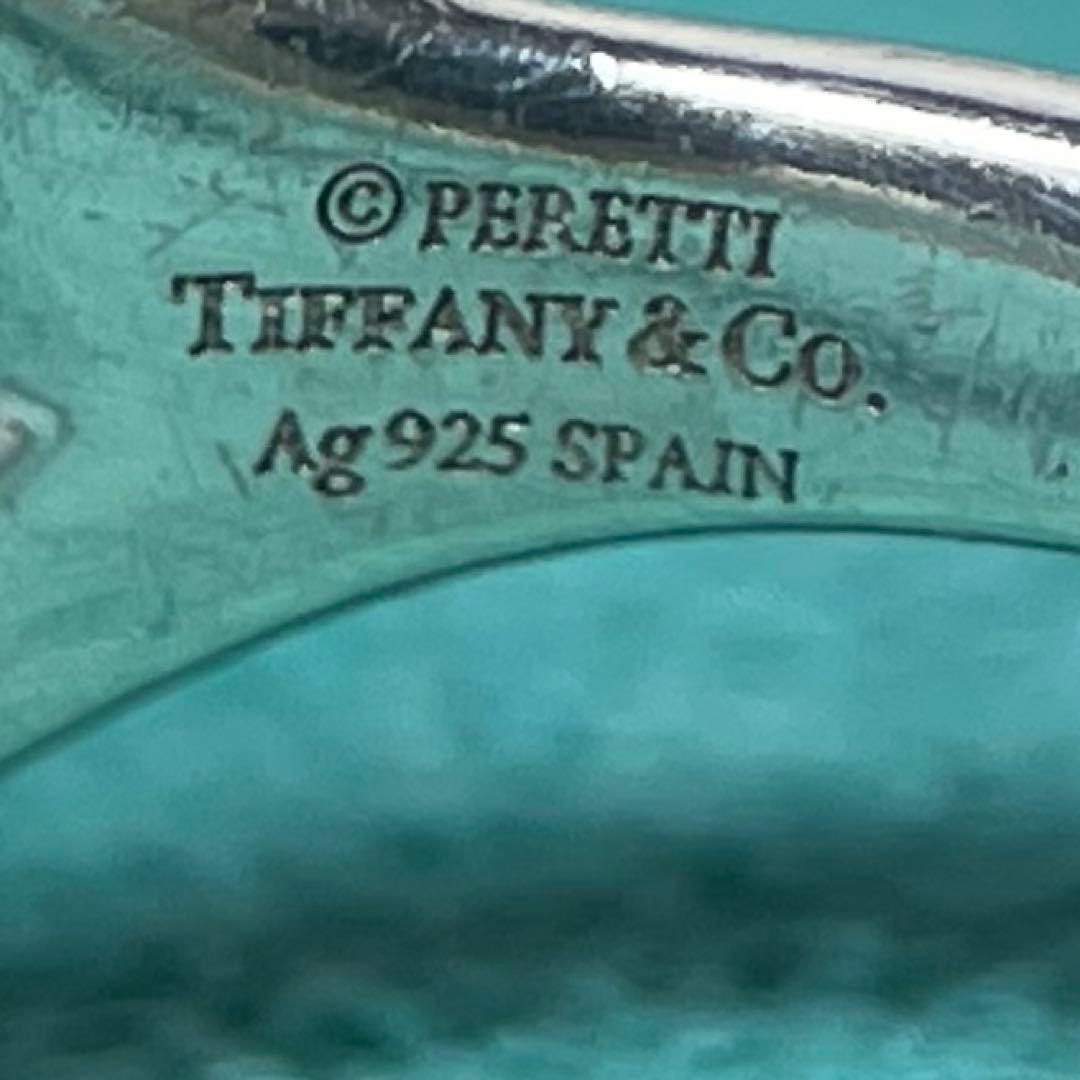 © PERETTI
TIFFANY & CO.
Ag 925 SPAIN